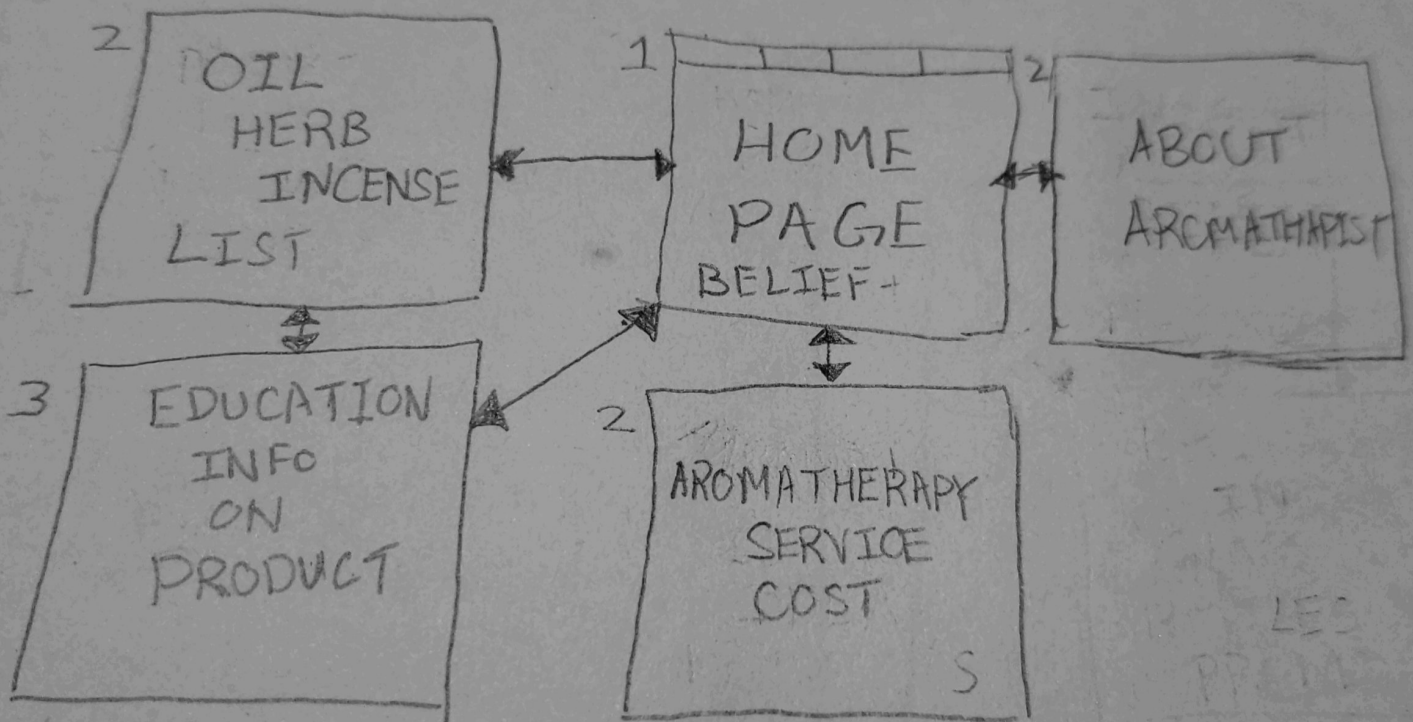 2
OIL
HERB
INCENSE
LIST
1
HOME
PAGE
BELIEF
2
ABOUT
AROMATHAPIST
3
EDUCATION
INFO
ON
PRODUCT
2
AROMATHERAPY
SERVICE
COST
S